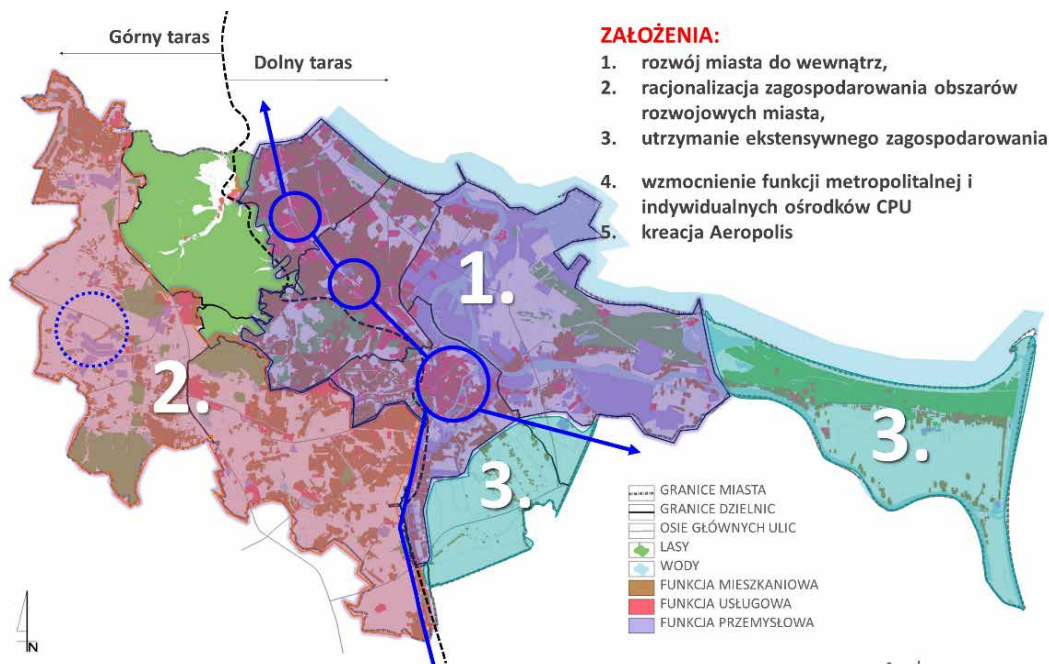 Górny taras
Dolny taras
ZAŁOŻENIA:
1. rozwój miasta do wewnątrz,
2. racjonalizacja zagospodarowania obszarów
rozwojowych miasta,
3. utrzymanie ekstensywnego zagospodarowania
4. wzmocnienie funkcji metropolitalnej i
indywidualnych ośrodków CPU
5. kreacja Aeropolis
1.
2.
3.
3.
GRANICE MIASTA
GRANICE DZIELNIC
OSIE GŁÓWNYCH ULIC
LASY
WODY
FUNKCJA MIESZKANIOWA
FUNKCJA USŁUGOWA
FUNKCJA PRZEMYSŁOWA
N